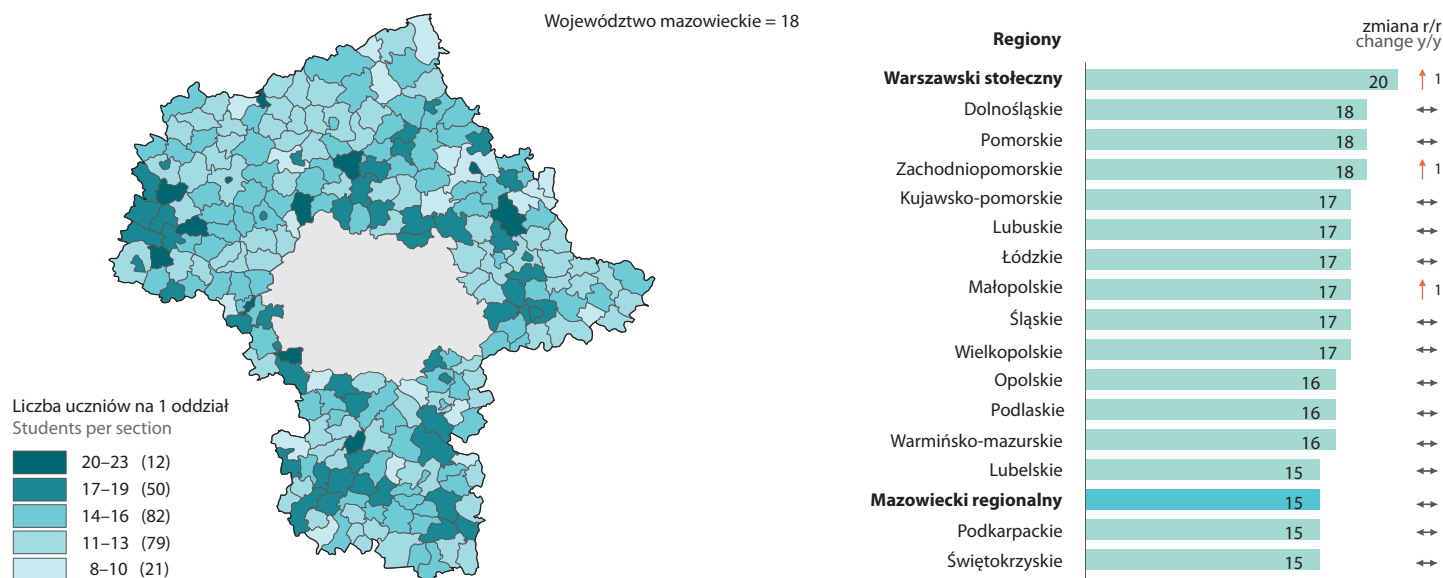 Województwo mazowieckie = 18
Liczba uczniów na 1 oddział
Students per section
20–23 (12)
17–19 (50)
14–16 (82)
11–13 (79)
8–10 (21)
Regiony zmiana r/r
change y/y
Warszawski stołeczny 20 1
Dolnośląskie 18
Pomorskie 18
Zachodniopomorskie 18 1
Kujawsko-pomorskie 17
Lubuskie 17
Łódzkie 17
Małopolskie 17 1
Śląskie 17
Wielkopolskie 17
Opolskie 16
Podlaskie 16
Warmińsko-mazurskie 16
Lubelskie 15
Mazowiecki regionalny 15
Podkarpackie 15
Świętokrzyskie 15